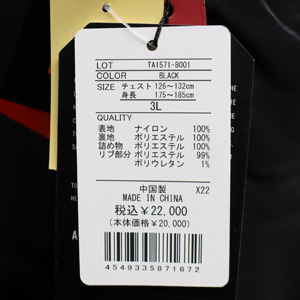 LOT TA1571-8001
COLOR BLACK
SIZE チェスト 126~132cm
身長 175~185cm
3L
QUALITY
表地 ナイロン 100%
裏地 ポリエステル 100%
詰め物 ポリエステル 100%
リブ部分 ポリエステル 99%
ポリウレタン 1%
中国製 X22
MADE IN CHINA
税込¥22,000
(本体価格¥20,000)
4549335871672